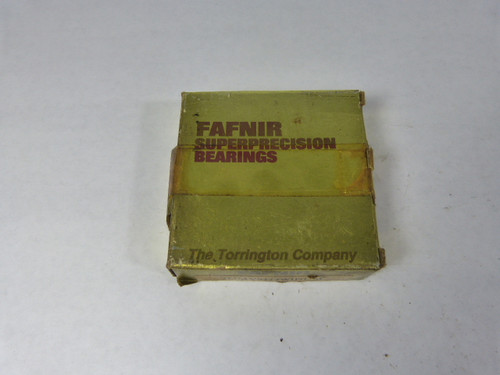 FAFNIR
SUPERPRECISION
BEARINGS
The Torrington Company